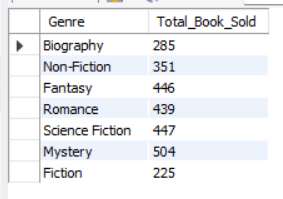 Genre Total_Book_Sold
Biography 285
Non-Fiction 351
Fantasy 446
Romance 439
Science Fiction 447
Mystery 504
Fiction 225